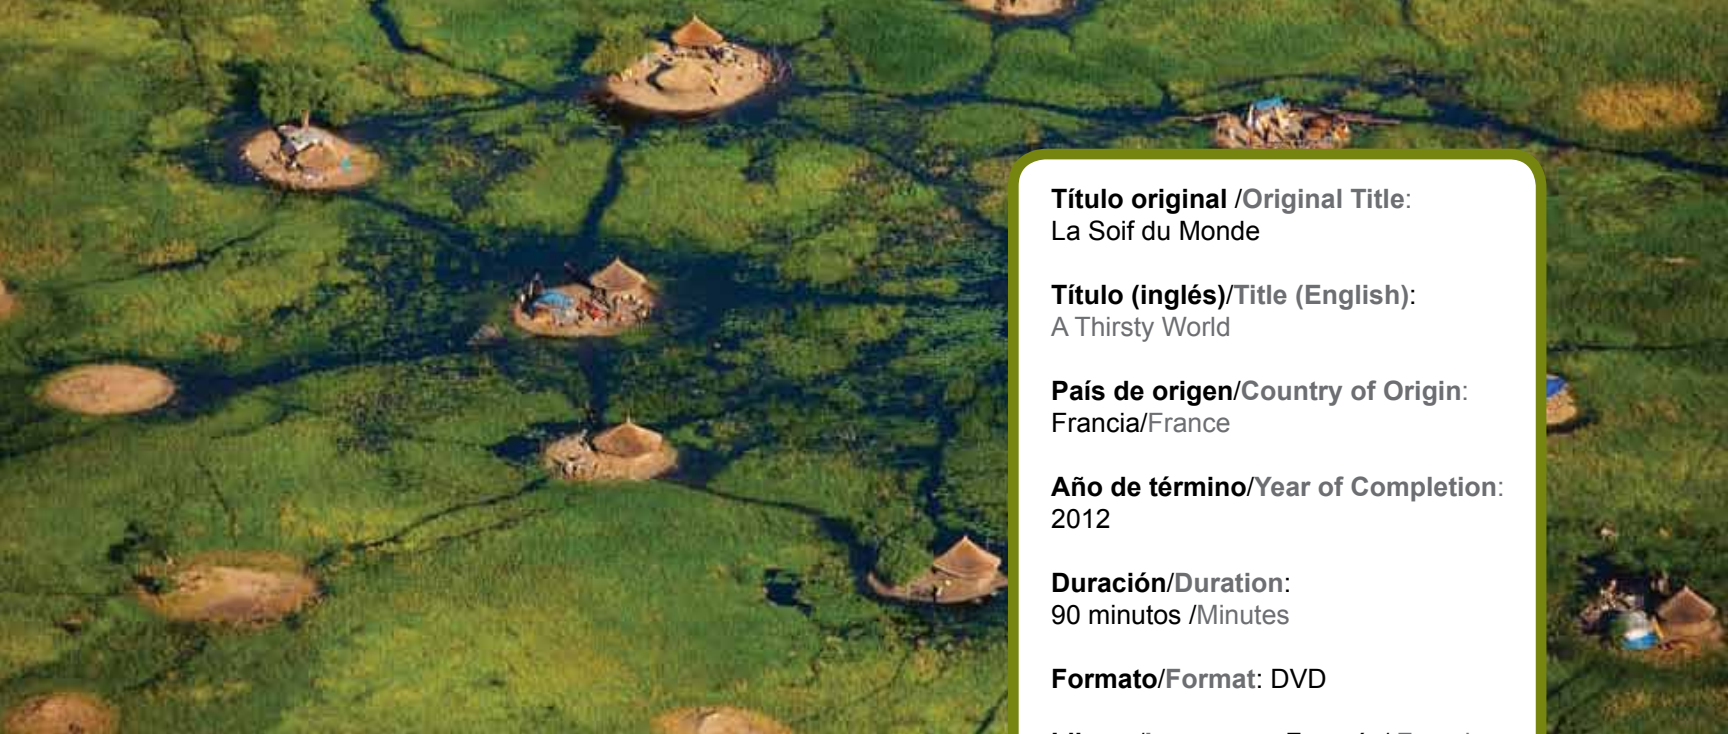 Título original /Original Title:
La Soif du Monde
Título (inglés)/Title (English):
A Thirsty World
País de origen/Country of Origin:
Francia/France
Año de término/Year of Completion:
2012
Duración/Duration:
90 minutos /Minutes
Formato/Format: DVD